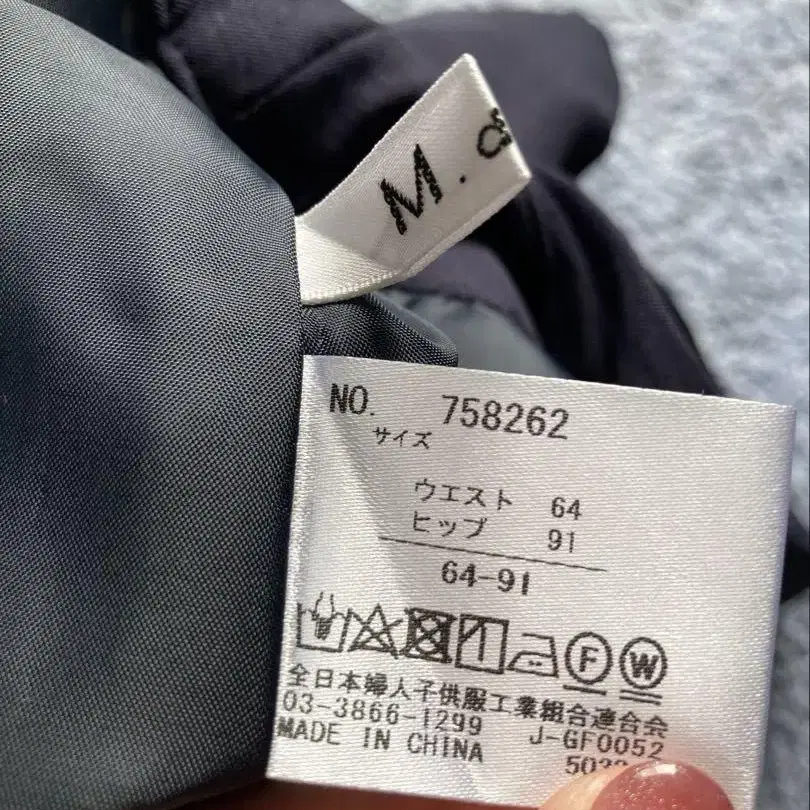 M.
NO. 758262
サイズ
ウエスト 64
ヒップ 91
64-91
F W
全日本婦人子供服工業組合連合会
03-3866-1299 J-GF0052
MADE IN CHINA